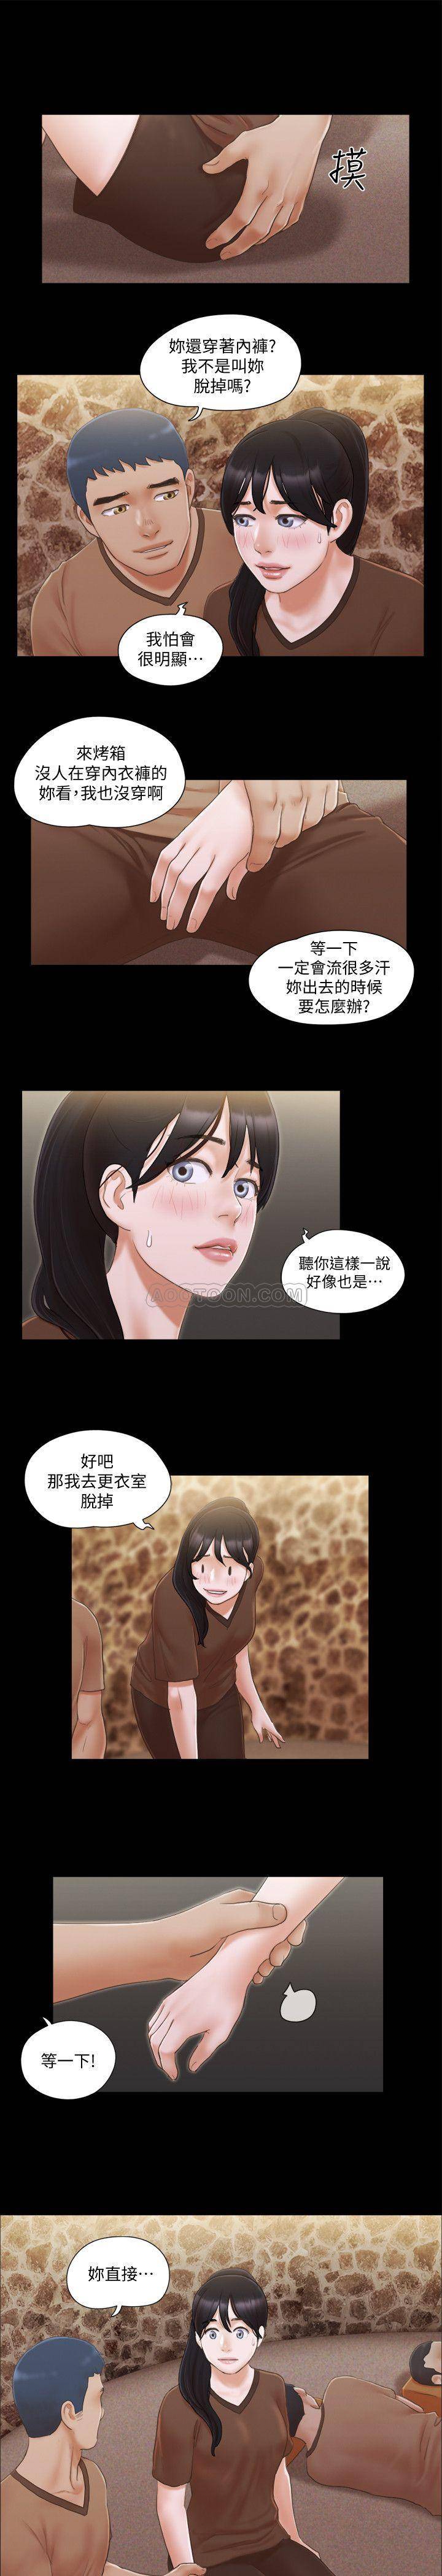 摸
妳還穿著內褲?
我不是叫妳
脫掉嗎?
我怕會
很明顯…
來烤箱
沒人在穿內衣褲的
妳看,我也沒穿啊
等一下
一定會流很多汗
妳出去的時候
要怎麼辦?
聽你這樣一說
好像也是…
AOCTOON.COM
好吧
那我去更衣室
脫掉
等一下!
妳直接…